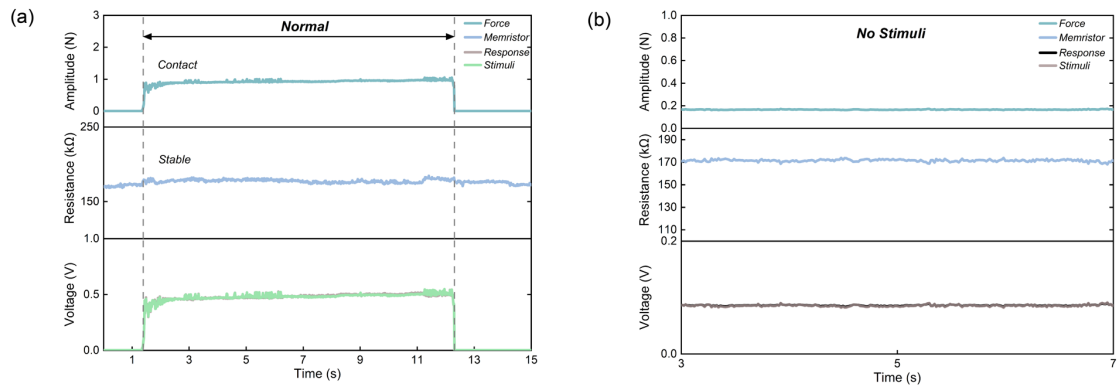 (a)
Normal
Force
Memristor
Response
Stimuli
Contact
Amplitude (N)
3
2
1
0
Stable
Resistance (kΩ)
250
150
Voltage (V)
1.0
0.5
0.0
1
3
5
7
9
11
13
15
Time (s)
(b)
No Stimuli
Force
Memristor
Response
Stimuli
Amplitude (N)
1.0
0.8
0.6
0.4
0.2
0.0
Resistance (kΩ)
190
170
150
130
110
Voltage (V)
0.2
0.0
3
5
7
Time (s)